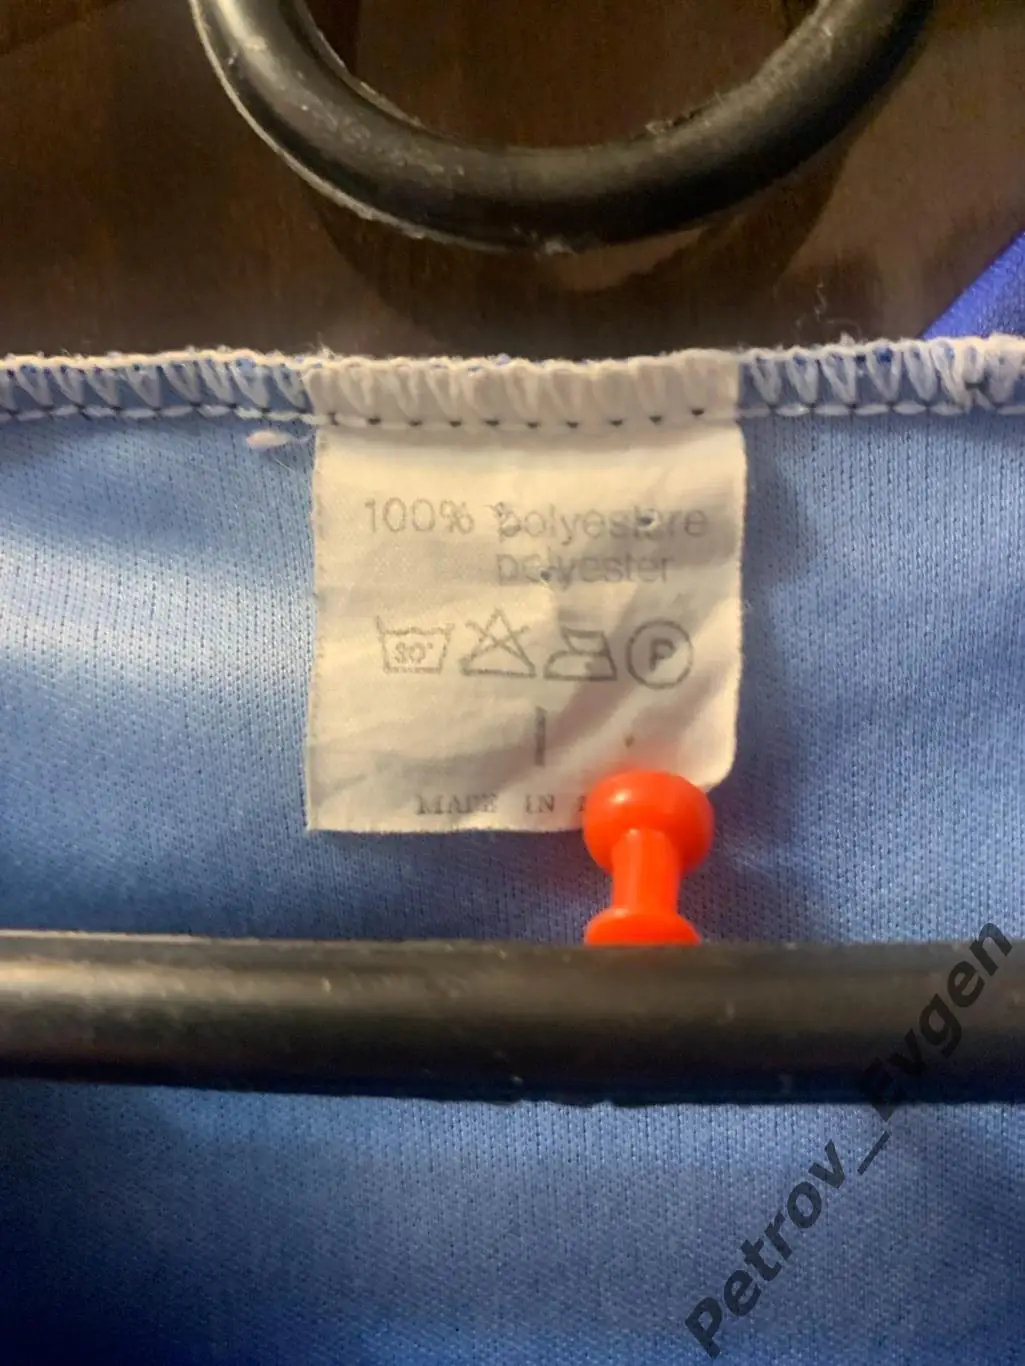 100% polyestere
polyester
30°
P
MADE IN
Petrov_Evgen